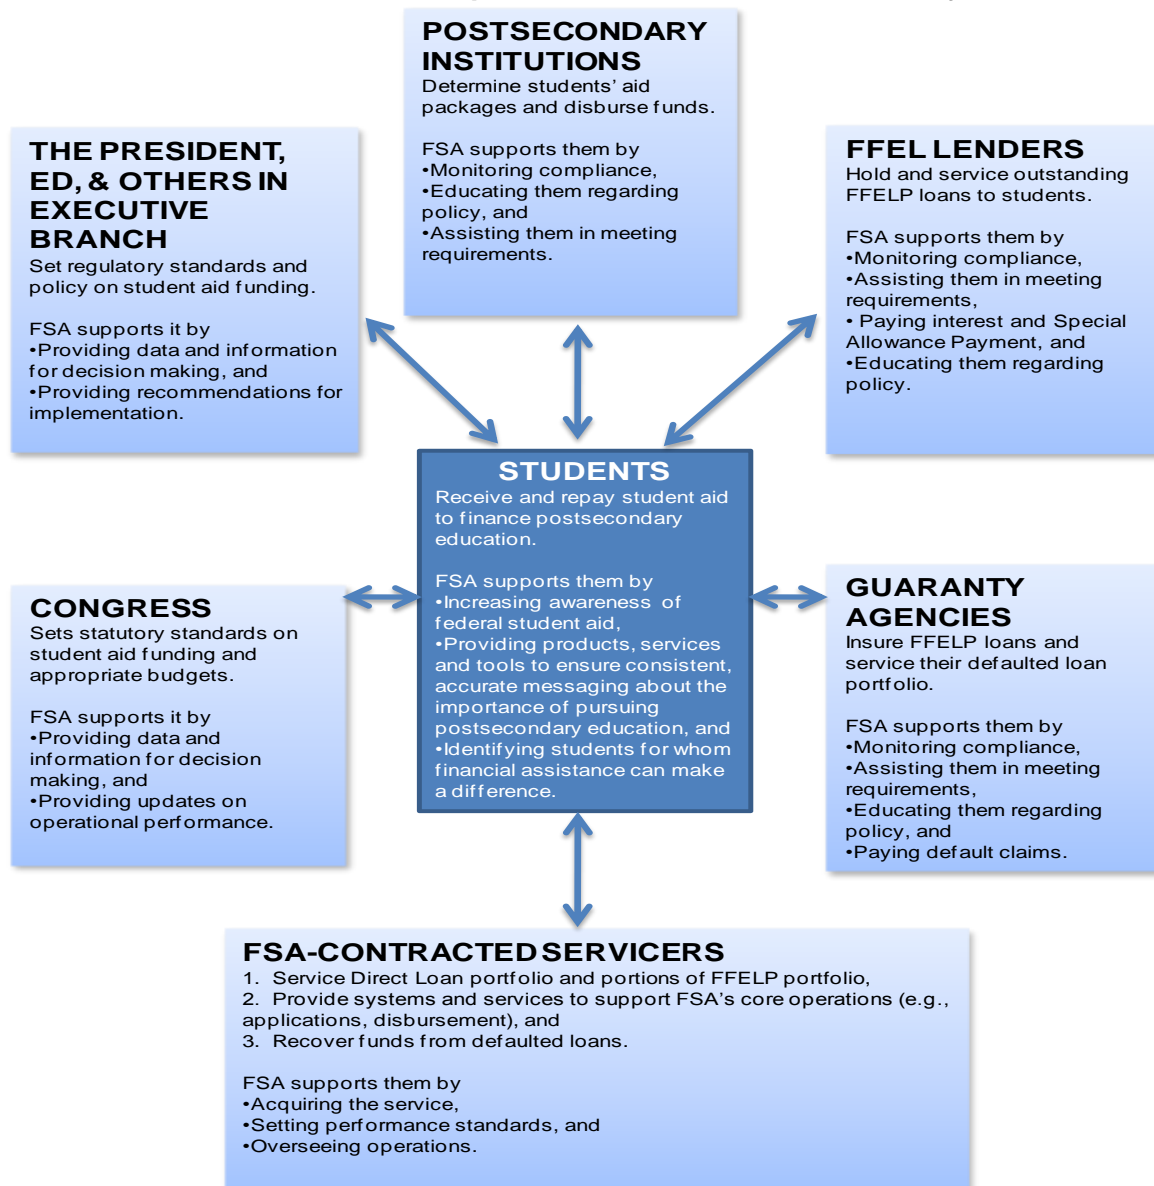 POSTSECONDARY
INSTITUTIONS
Determine students' aid
packages and disburse funds.
FSA supports them by
•Monitoring compliance,
•Educating them regarding
policy, and
•Assisting them in meeting
requirements.
THE PRESIDENT,
ED, & OTHERS IN
EXECUTIVE
BRANCH
Set regulatory standards and
policy on student aid funding.
FSA supports it by
•Providing data and information
for decision making, and
•Providing recommendations for
implementation.
FFEL LENDERS
Hold and service outstanding
FFELP loans to students.
FSA supports them by
•Monitoring compliance,
•Assisting them in meeting
requirements,
• Paying interest and Special
Allowance Payment, and
•Educating them regarding
policy.
STUDENTS
Receive and repay student aid
to finance postsecondary
education.
FSA supports them by
•Increasing awareness of
federal student aid,
•Providing products, services
and tools to ensure consistent,
accurate messaging about the
importance of pursuing
postsecondary education, and
•Identifying students for whom
financial assistance can make
a difference.
CONGRESS
Sets statutory standards on
student aid funding and
appropriate budgets.
FSA supports it by
•Providing data and
information for decision
making, and
•Providing updates on
operational performance.
GUARANTY
AGENCIES
Insure FFELP loans and
service their defaulted loan
portfolio.
FSA supports them by
•Monitoring compliance,
•Assisting them in meeting
requirements,
•Educating them regarding
policy, and
•Paying default claims.
FSA-CONTRACTED SERVICERS
1. Service Direct Loan portfolio and portions of FFELP portfolio,
2. Provide systems and services to support FSA's core operations (e.g.,
applications, disbursement), and
3. Recover funds from defaulted loans.
FSA supports them by
•Acquiring the service,
•Setting performance standards, and
•Overseeing operations.